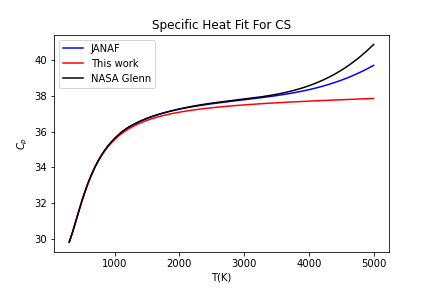 Specific Heat Fit For CS
JANAF
This work
NASA Glenn
40
38
36
34
32
30
C_p
1000
2000
3000
4000
5000
T(K)